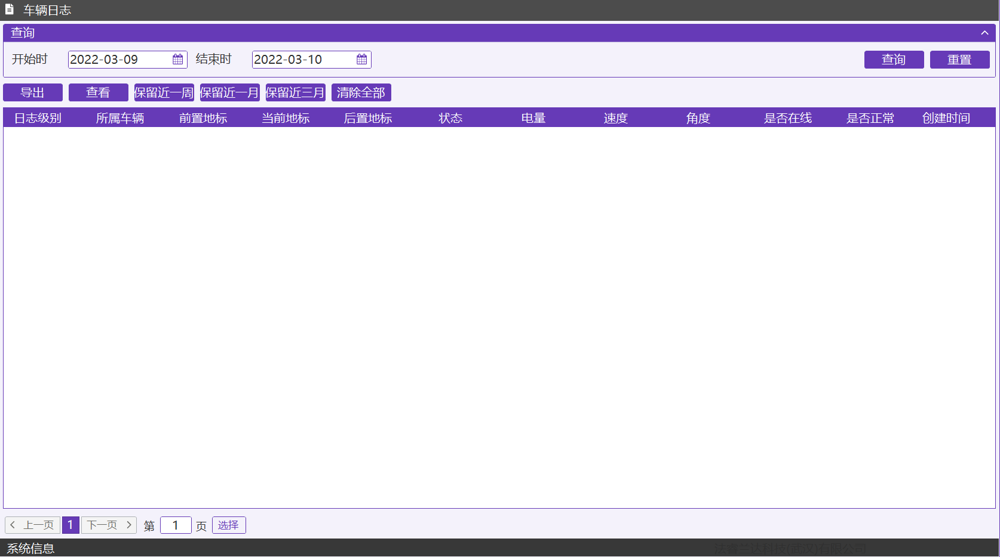 车辆日志
查询
开始时 2022-03-09 结束时 2022-03-10 查询 重置
导出 查看 保留近一周 保留近一月 保留近三月 清除全部
日志级别 所属车辆 前置地标 当前地标 后置地标 状态 电量 速度 角度 是否在线 是否正常 创建时间
上一页 1 下一页 第 1 页 选择
系统信息 法睿兰达科技(武汉)有限公司